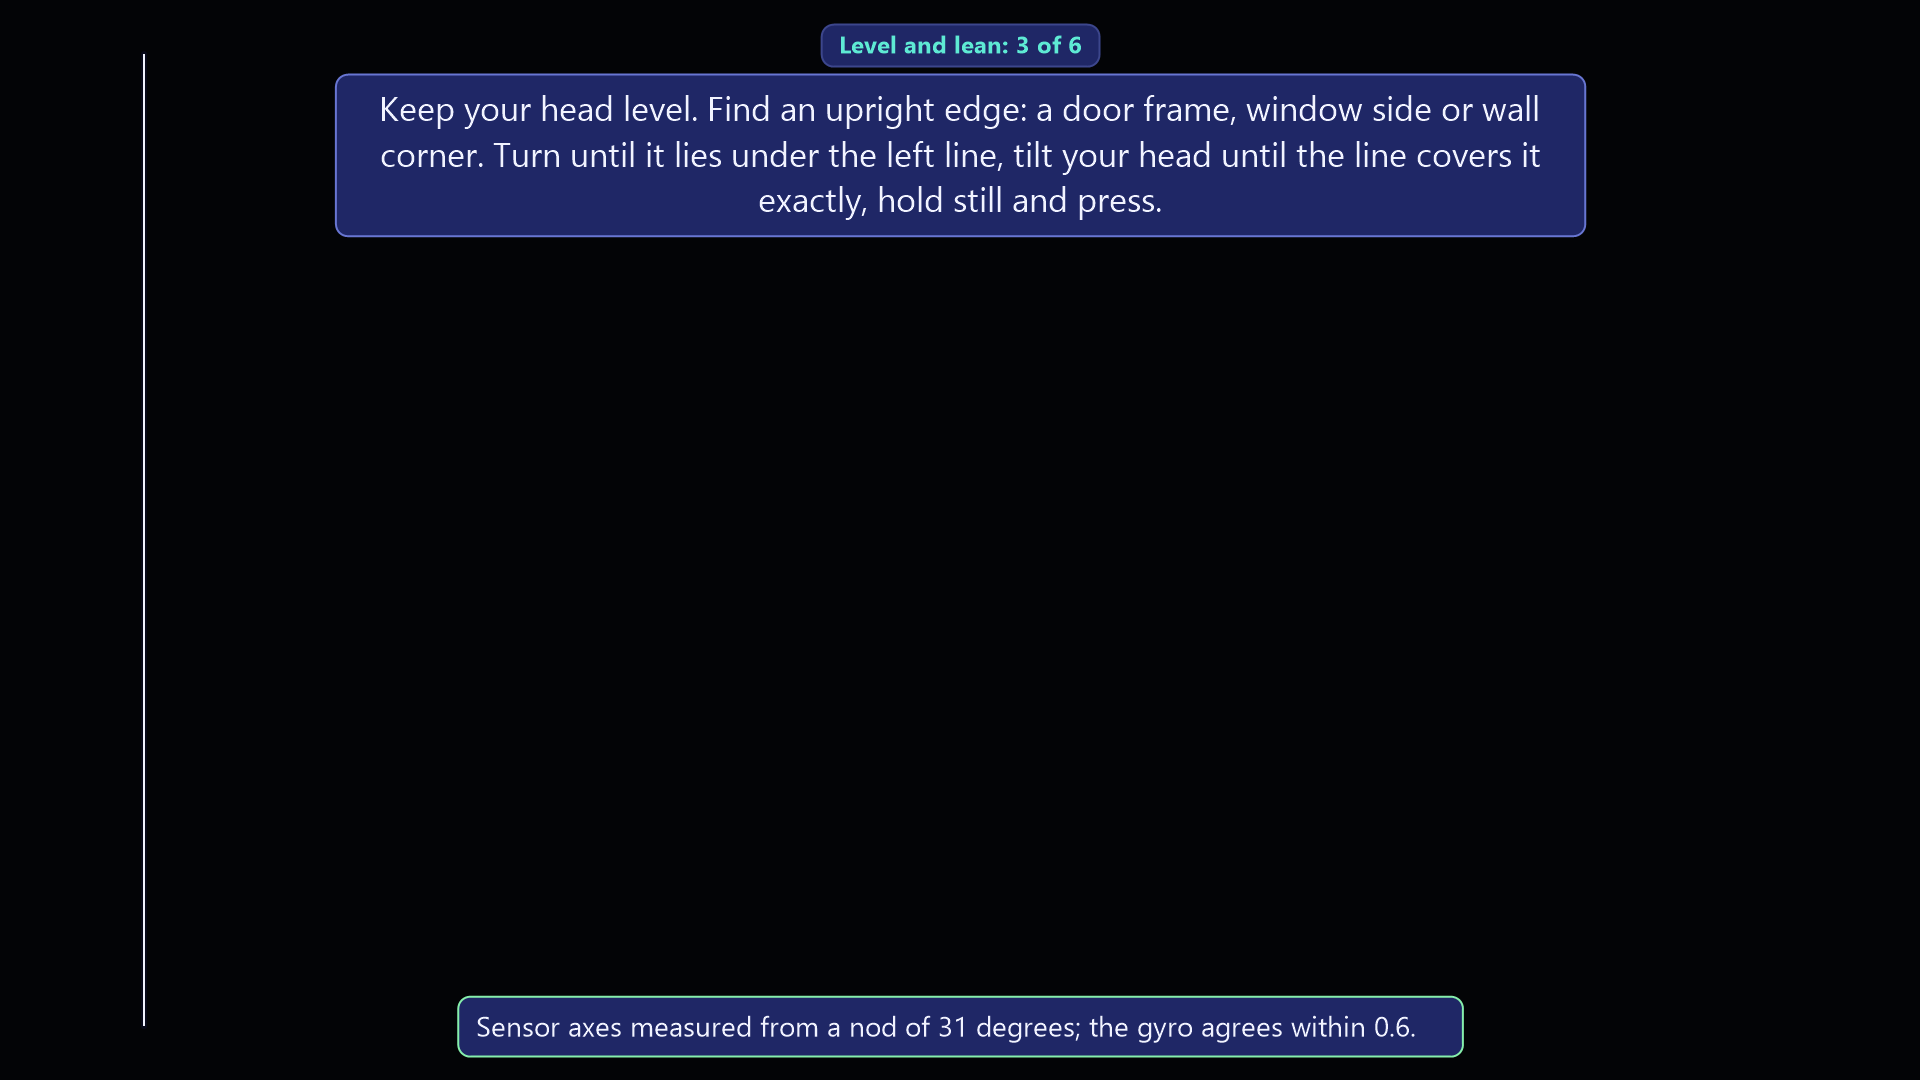 Level and lean: 3 of 6
Keep your head level. Find an upright edge: a door frame, window side or wall
corner. Turn until it lies under the left line, tilt your head until the line covers it
exactly, hold still and press.
Sensor axes measured from a nod of 31 degrees; the gyro agrees within 0.6.